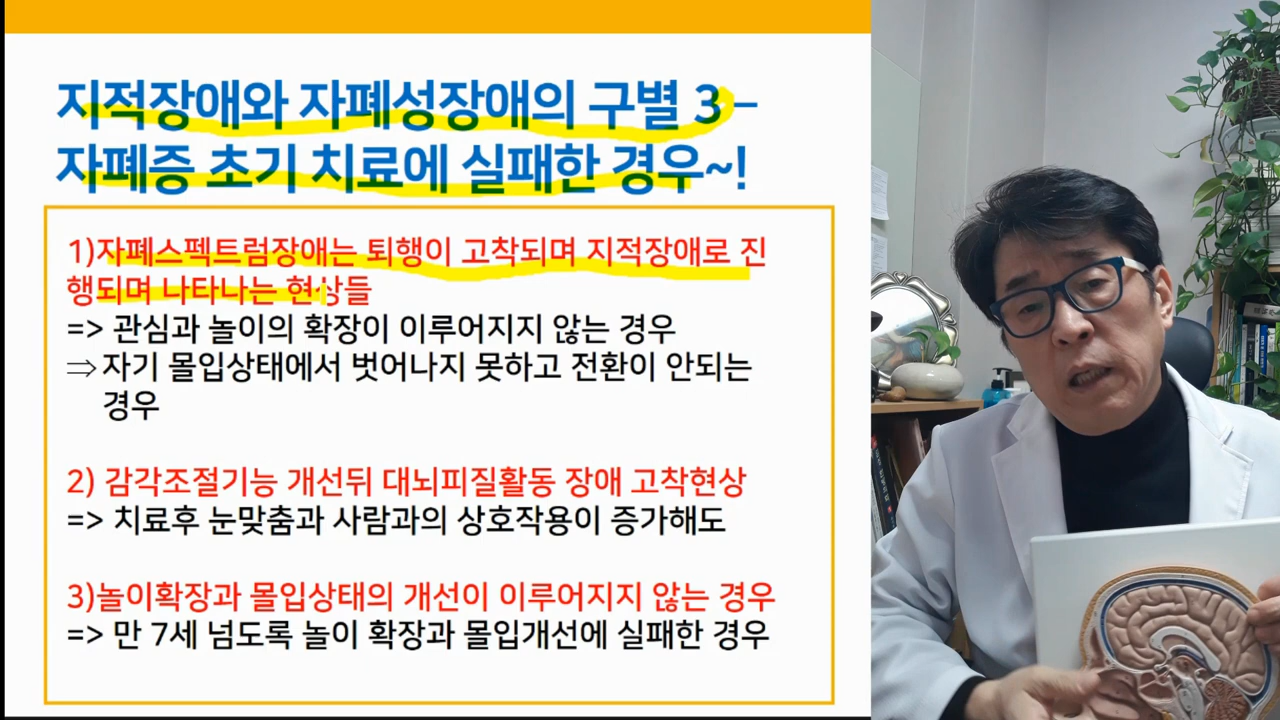 지적장애와 자폐성장애의 구별 3 –
자폐증 초기 치료에 실패한 경우~!
1)자폐스펙트럼장애는 퇴행이 고착되며 지적장애로 진
행되며 나타나는 현상들
=> 관심과 놀이의 확장이 이루어지지 않는 경우
⇒ 자기 몰입상태에서 벗어나지 못하고 전환이 안되는
경우
2) 감각조절기능 개선뒤 대뇌피질활동 장애 고착현상
=> 치료후 눈맞춤과 사람과의 상호작용이 증가해도
3)놀이확장과 몰입상태의 개선이 이루어지지 않는 경우
=> 만 7세 넘도록 놀이 확장과 몰입개선에 실패한 경우